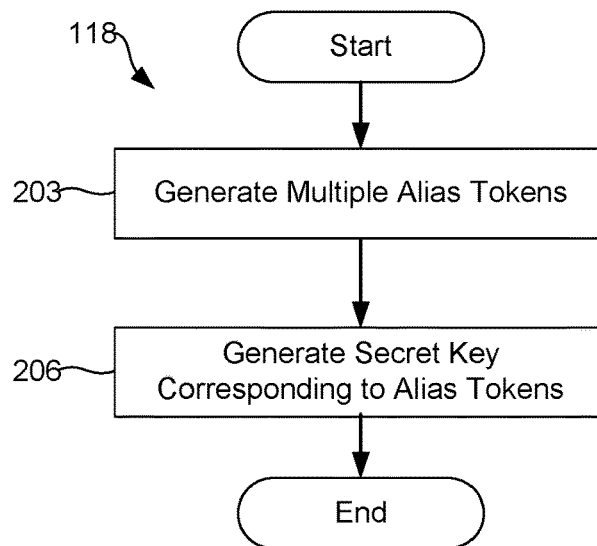 118
Start
203
Generate Multiple Alias Tokens
206
Generate Secret Key
Corresponding to Alias Tokens
End